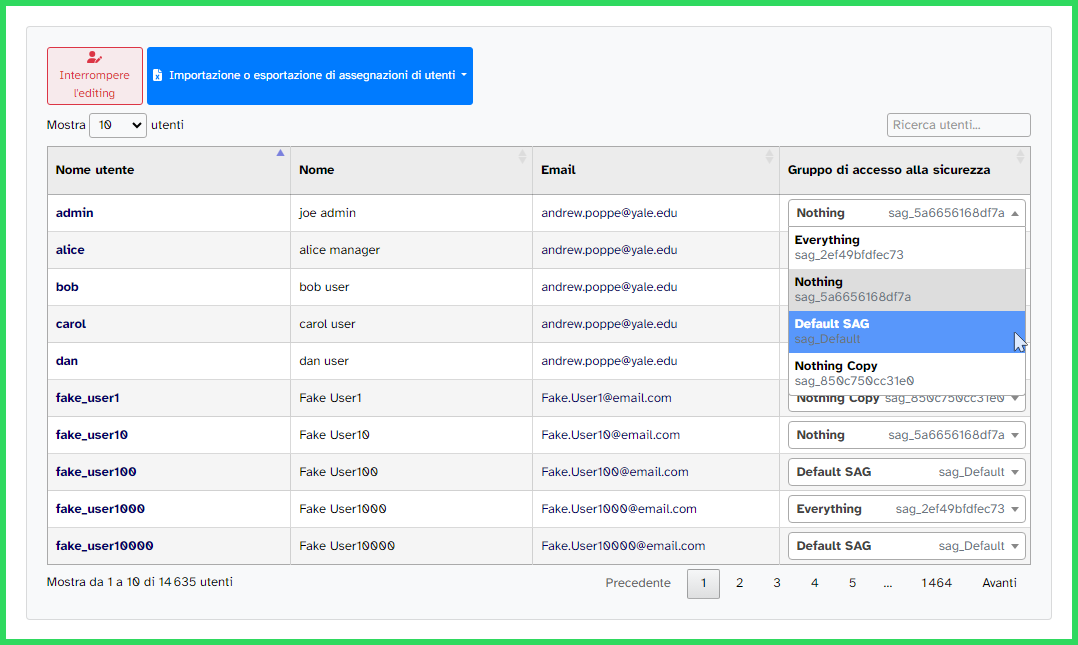 Interrompere
l'editing
Importazione o esportazione di assegnazioni di utenti
Mostra 10 utenti
Ricerca utenti...
Nome utente Nome Email Gruppo di accesso alla sicurezza
admin joe admin andrew.poppe@yale.edu Nothing sag_5a6656168df7a
alice alice manager andrew.poppe@yale.edu
Everything
sag_2ef49bfdfec73
bob bob user andrew.poppe@yale.edu
Nothing
sag_5a6656168df7a
carol carol user andrew.poppe@yale.edu
Default SAG
sag_Default
dan dan user andrew.poppe@yale.edu
Nothing Copy
sag_850c750cc31e0
fake_user1 Fake User1 Fake.User1@email.com Nothing Copy sag_850c750cc31e0
fake_user10 Fake User10 Fake.User10@email.com Nothing sag_5a6656168df7a
fake_user100 Fake User100 Fake.User100@email.com Default SAG sag_Default
fake_user1000 Fake User1000 Fake.User1000@email.com Everything sag_2ef49bfdfec73
fake_user10000 Fake User10000 Fake.User10000@email.com Default SAG sag_Default
Mostra da 1 a 10 di 14 635 utenti
Precedente 1 2 3 4 5 ... 1 464 Avanti